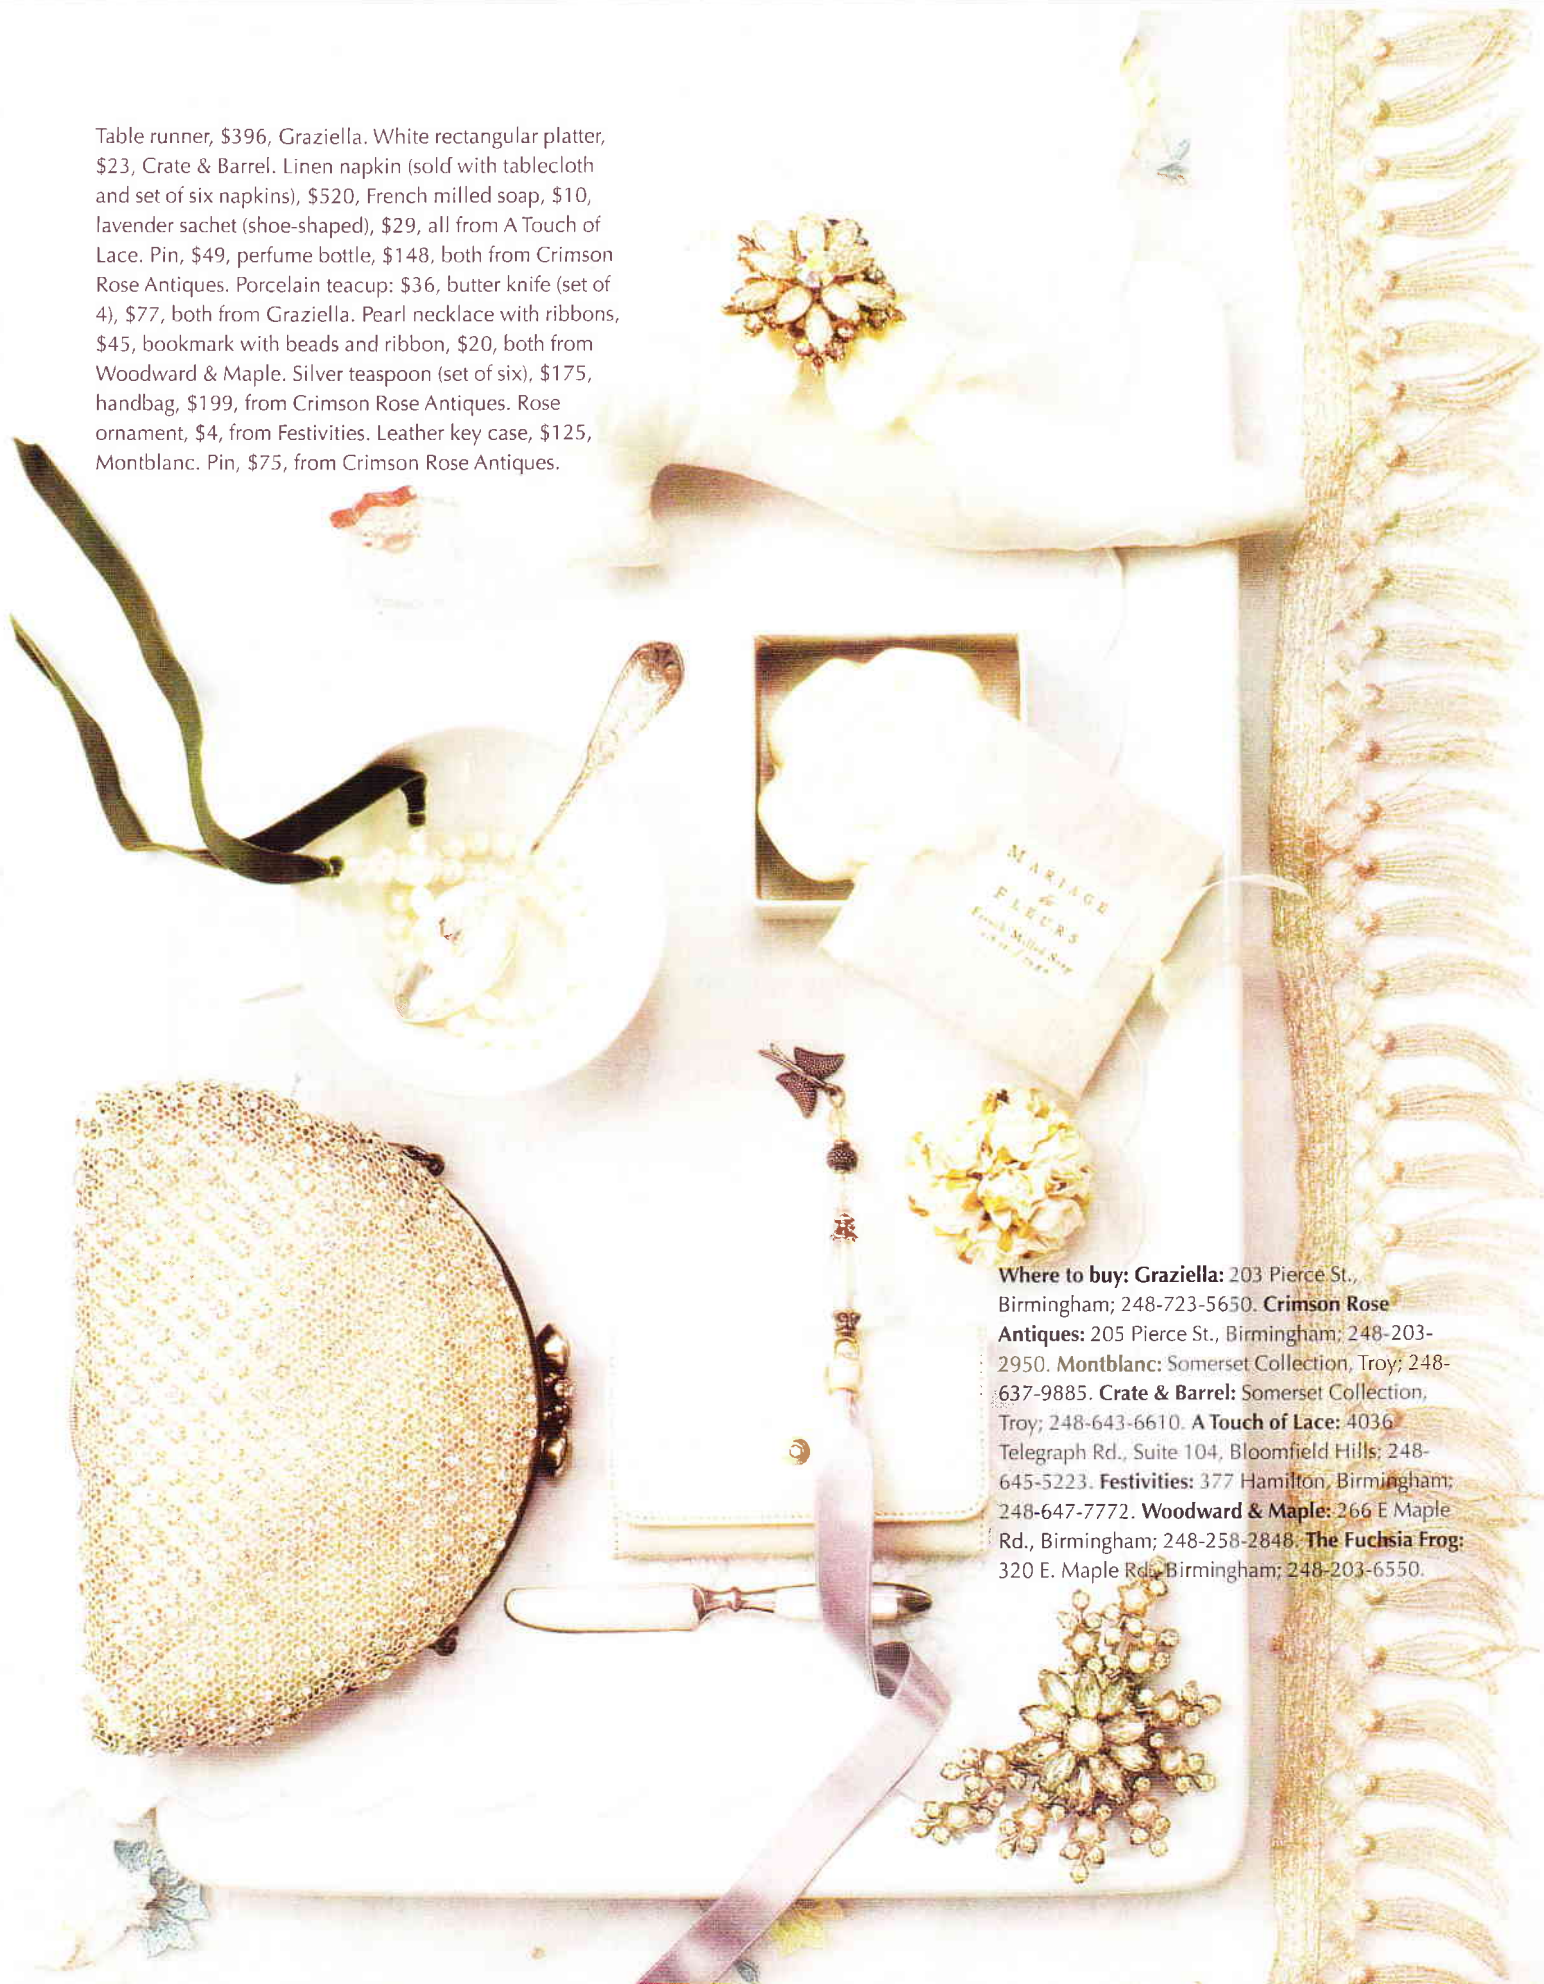 Table runner, $396, Graziella. White rectangular platter,
$23, Crate & Barrel. Linen napkin (sold with tablecloth
and set of six napkins), $520, French milled soap, $10,
lavender sachet (shoe-shaped), $29, all from A Touch of
Lace. Pin, $49, perfume bottle, $148, both from Crimson
Rose Antiques. Porcelain teacup: $36, butter knife (set of
4), $77, both from Graziella. Pearl necklace with ribbons,
$45, bookmark with beads and ribbon, $20, both from
Woodward & Maple. Silver teaspoon (set of six), $175,
handbag, $199, from Crimson Rose Antiques. Rose
ornament, $4, from Festivities. Leather key case, $125,
Montblanc. Pin, $75, from Crimson Rose Antiques.
MARIAGE
de
FLEURS
French Milled Soap
Where to buy: Graziella: 203 Pierce St.,
Birmingham; 248-723-5650. Crimson Rose
Antiques: 205 Pierce St., Birmingham; 248-203-
2950. Montblanc: Somerset Collection, Troy; 248-
637-9885. Crate & Barrel: Somerset Collection,
Troy; 248-643-6610. A Touch of Lace: 4036
Telegraph Rd., Suite 104, Bloomfield Hills; 248-
645-5223. Festivities: 377 Hamilton, Birmingham;
248-647-7772. Woodward & Maple: 266 E Maple
Rd., Birmingham; 248-258-2848. The Fuchsia Frog:
320 E. Maple Rd., Birmingham; 248-203-6550.